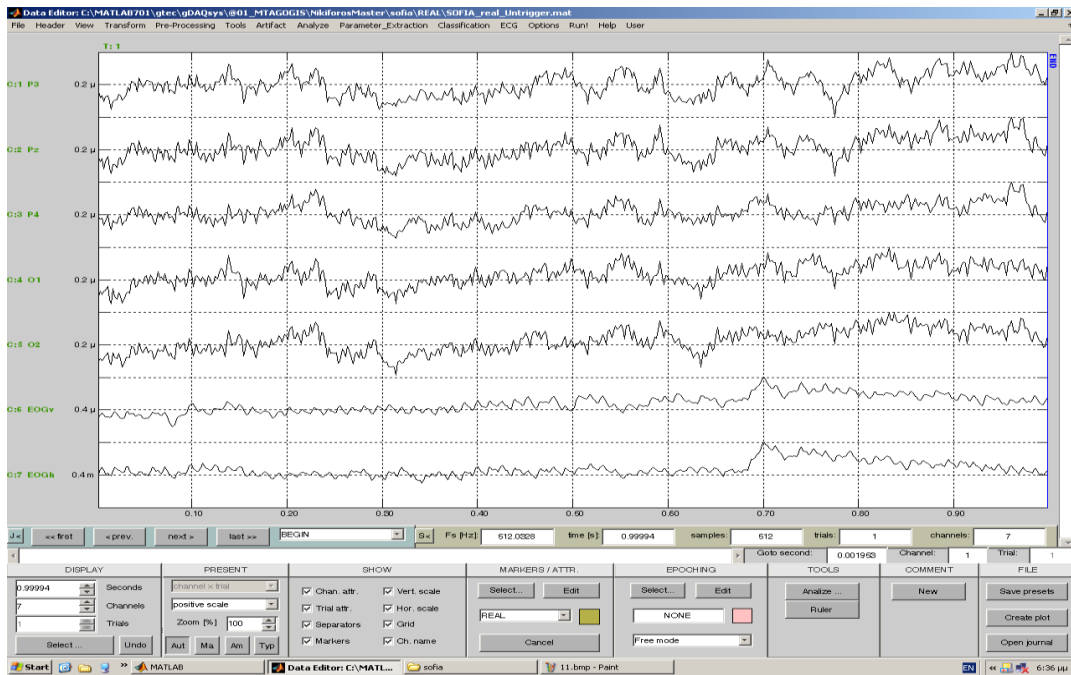 Data Editor: C:\MATLAB701\gtec\gDAQsys\@01_MTAGOGIS\NikiforosMaster\sofia\REAL\SOFIA_real_Untrigger.mat
File Header View Transform Pre-Processing Tools Artifact Analyze Parameter_Extraction Classification ECG Options Run! Help User
T: 1
END
C:1 P3 0.2 µ
C:2 Pz 0.2 µ
C:3 P4 0.2 µ
C:4 O1 0.2 µ
C:5 O2 0.2 µ
C:6 EOGv 0.4 µ
C:7 EOGh 0.4 m
0.10 0.20 0.30 0.40 0.50 0.60 0.70 0.80 0.90
J< << first < prev. next > last >> BEGIN S< Fs [Hz]: 512.0328 time [s]: 0.99994 samples: 512 trials: 1 channels: 7
Goto second: 0.001953 Channel: 1 Trial: 1
DISPLAY PRESENT SHOW MARKERS / ATTR. EPOCHING TOOLS COMMENT FILE
0.99994 Seconds channel x trial Chan. attr. Vert. scale Select... Edit Select... Edit Analize ... New Save presets
7 Channels positive scale Trial attr. Hor. scale REAL NONE Ruler Create plot
1 Trials Zoom [%] 100 Separators Grid
Select ... Undo Aut Ma Am Typ Markers Ch. name Cancel Free mode Open journal
Start » MATLAB Data Editor: C:\MATL... sofia 11.bmp - Paint EN « 6:36 μμ